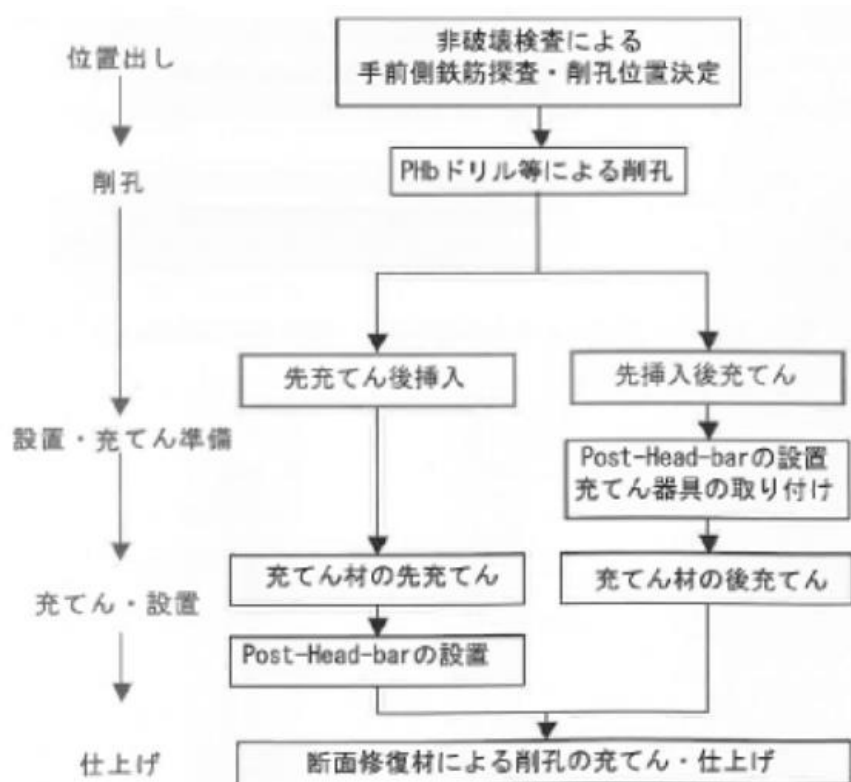 位置出し
非破壊検査による
手前側鉄筋探査・削孔位置決定
削孔
PHbドリル等による削孔
先充てん後挿入
先挿入後充てん
設置・充てん準備
Post-Head-barの設置
充てん器具の取り付け
充てん・設置
充てん材の先充てん
充てん材の後充てん
Post-Head-barの設置
仕上げ
断面修復材による削孔の充てん・仕上げ